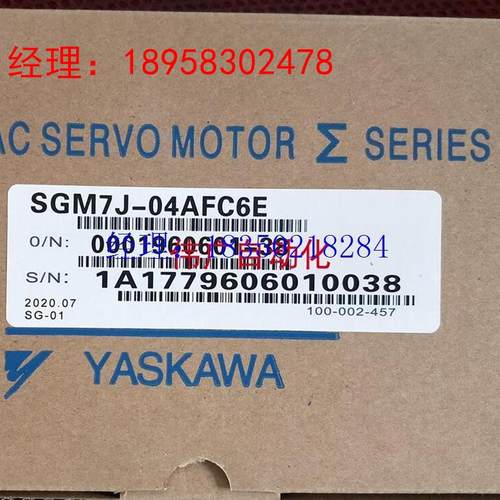 经理：18958302478
AC SERVO MOTOR Σ SERIES
SGM7J-04AFC6E
O/N:
S/N: 1A1779606010038
2020.07
SG-01
100-002-457
YASKAWA